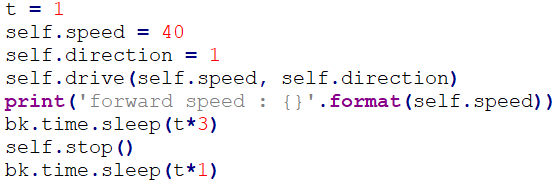 t = 1
self.speed = 40
self.direction = 1
self.drive(self.speed, self.direction)
print('forward speed : {}'.format(self.speed))
bk.time.sleep(t*3)
self.stop()
bk.time.sleep(t*1)